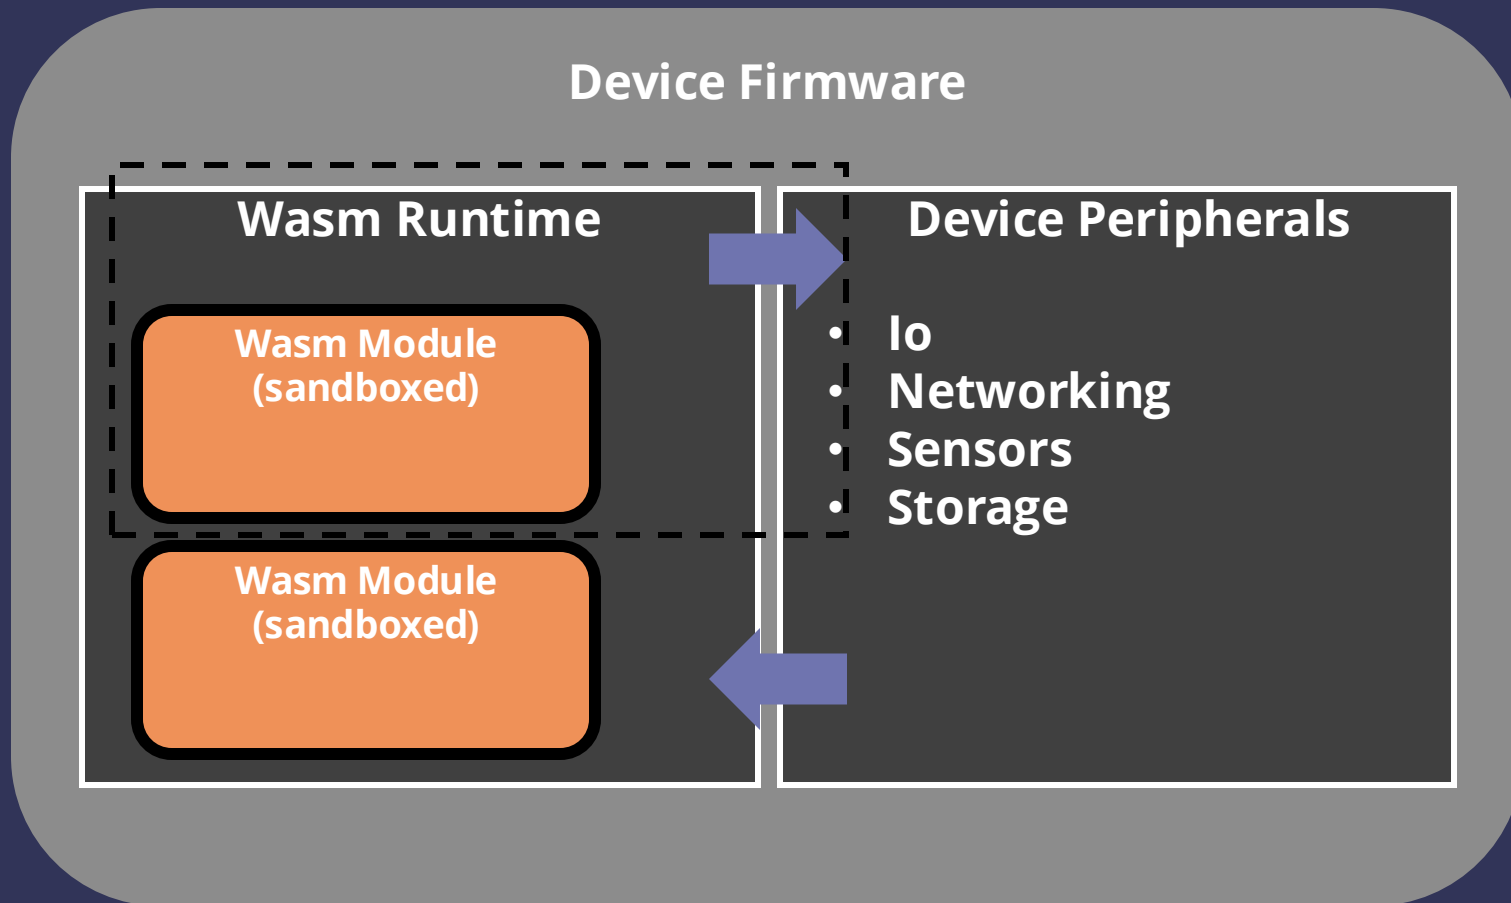 Device Firmware
Wasm Runtime
Wasm Module
(sandboxed)
Wasm Module
(sandboxed)
Device Peripherals
• Io
• Networking
• Sensors
• Storage